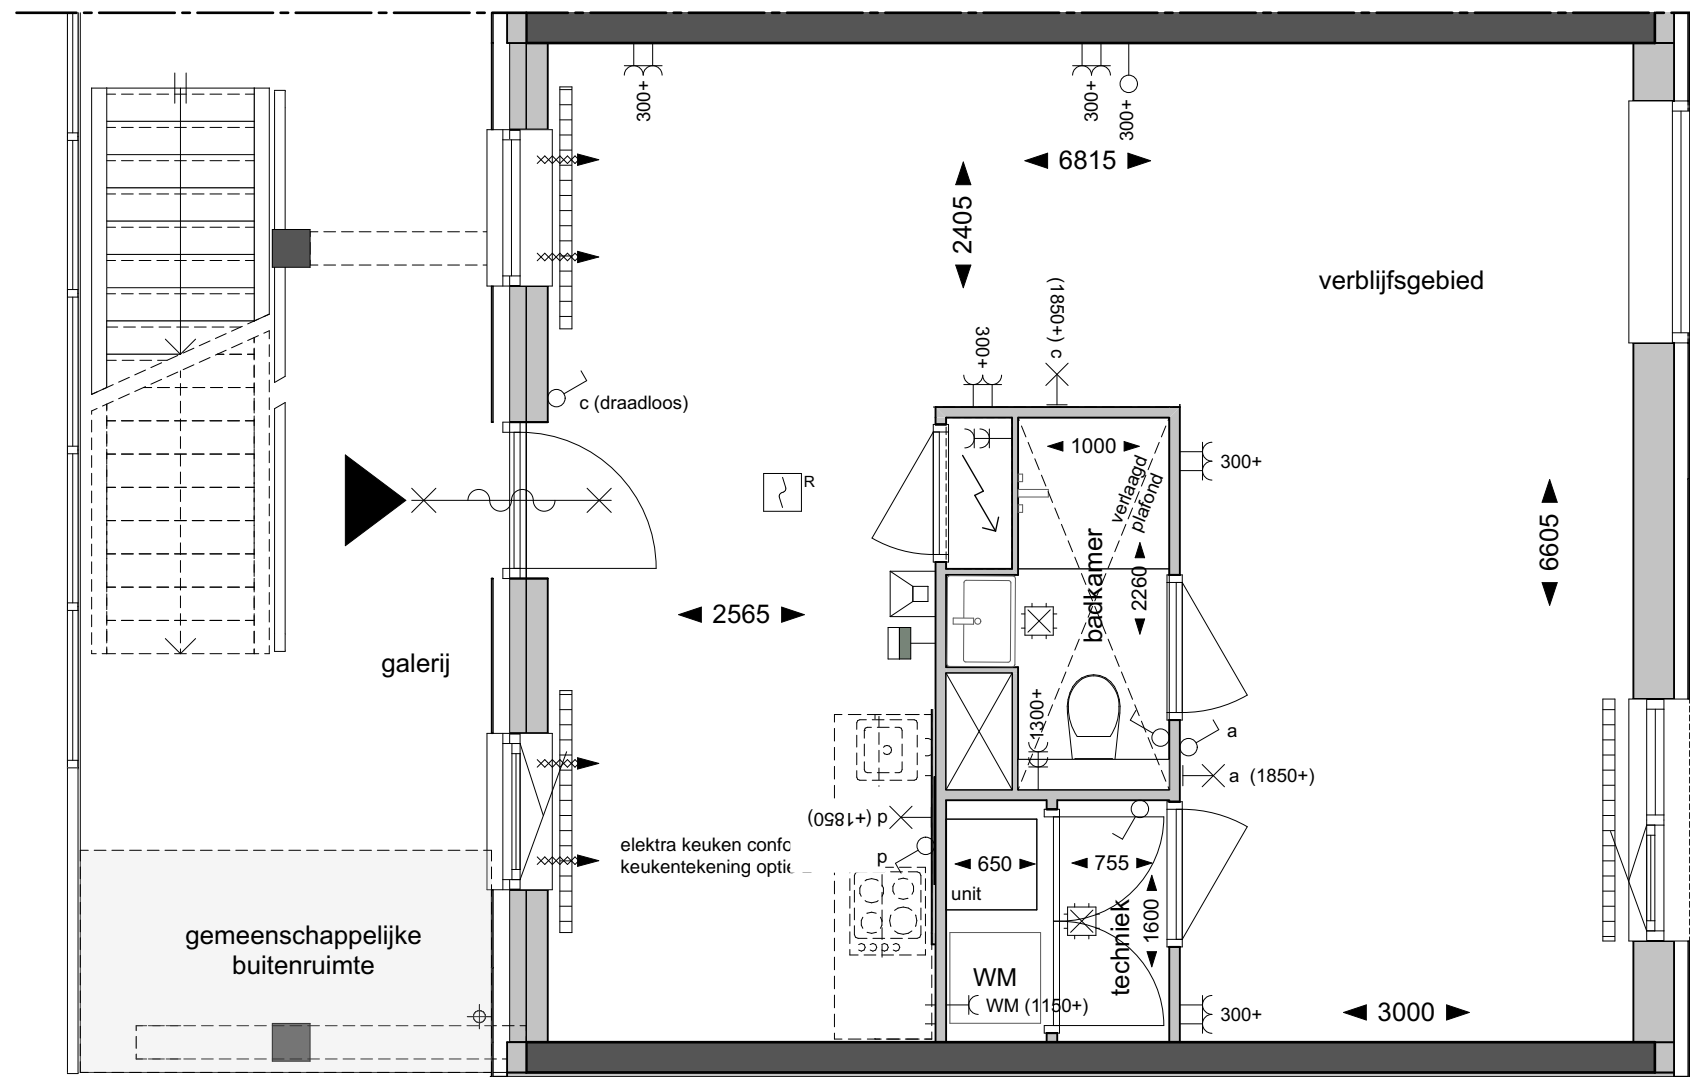 300+
300+
300+
6815
2405
verblijfsgebied
(1850+) c
300+
c (draadloos)
1000
verlaagd
plafond
300+
R
badkamer
2260
6605
2565
galerij
1300+
a
a (1850+)
d (+1850)
elektra keuken confo
keukentekening optie
d
650
755
unit
1600
techniek
gemeenschappelijke
buitenruimte
WM
WM (1150+)
300+
3000